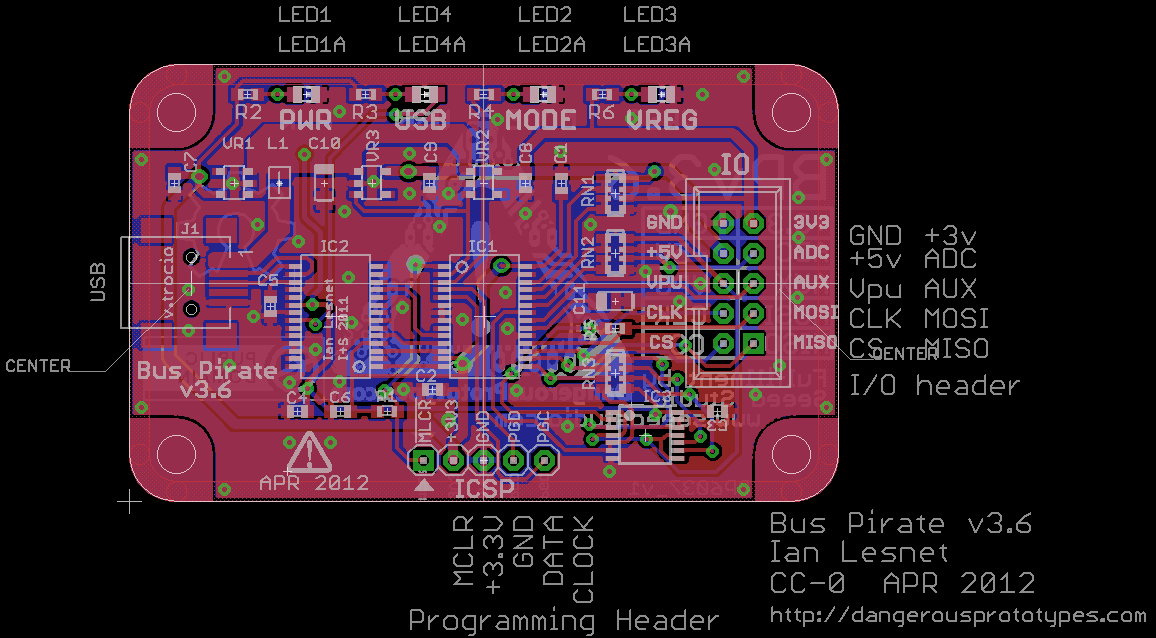 LED1 LED4 LED2 LED3
LED1A LED4A LED2A LED3A
R2 R3 R4 R6
PWR USB MODE VREG
VR1 L1 C10 VR3 C9 VR2 C8 C1
C7
IO
RN1
J1
GND 3V3
IC2 IC1
RN2
+5V ADC
GND +3v
+5v ADC
USB
v.trocio
C5
VPU AUX
Vpu AUX
Ian Lesnet
I+S 2011
C11
CLK MOSI
CLK MOSI
CS MISO
CS MISO
CENTER
CENTER
Bus Pirate
v3.6
I/O header
C2
C4 C6
MLCR +3V3 GND PGD PGC
APR 2012
ICSP
MCLR
+3.3V
GND
DATA
CLOCK
Programming Header
Bus Pirate v3.6
Ian Lesnet
CC-0 APR 2012
http://dangerousprototypes.com